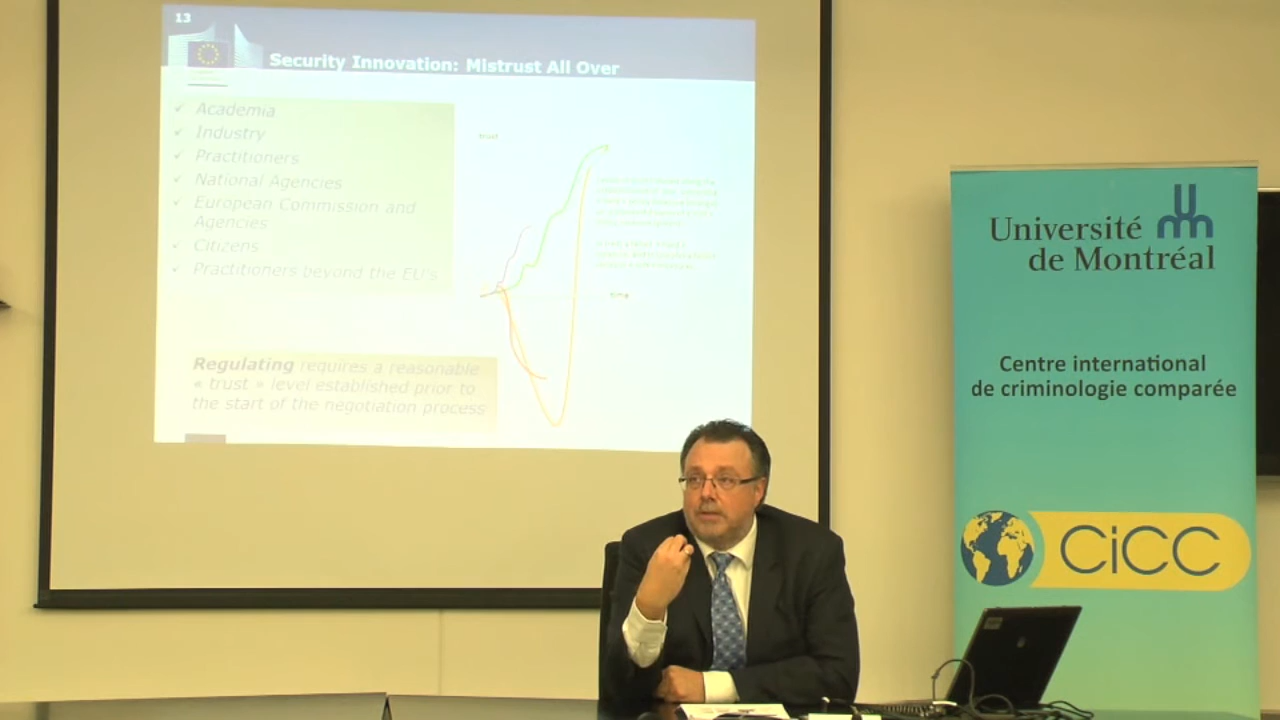 13
Security Innovation: Mistrust All Over
Academia
Industry
Practitioners
National Agencies
European Commission and
Agencies
Citizens
Practitioners beyond the EU's
Regulating requires a reasonable
« trust » level established prior to
the start of the negotiation process
trust
time
Université
de Montréal
Centre international
de criminologie comparée
CiCC